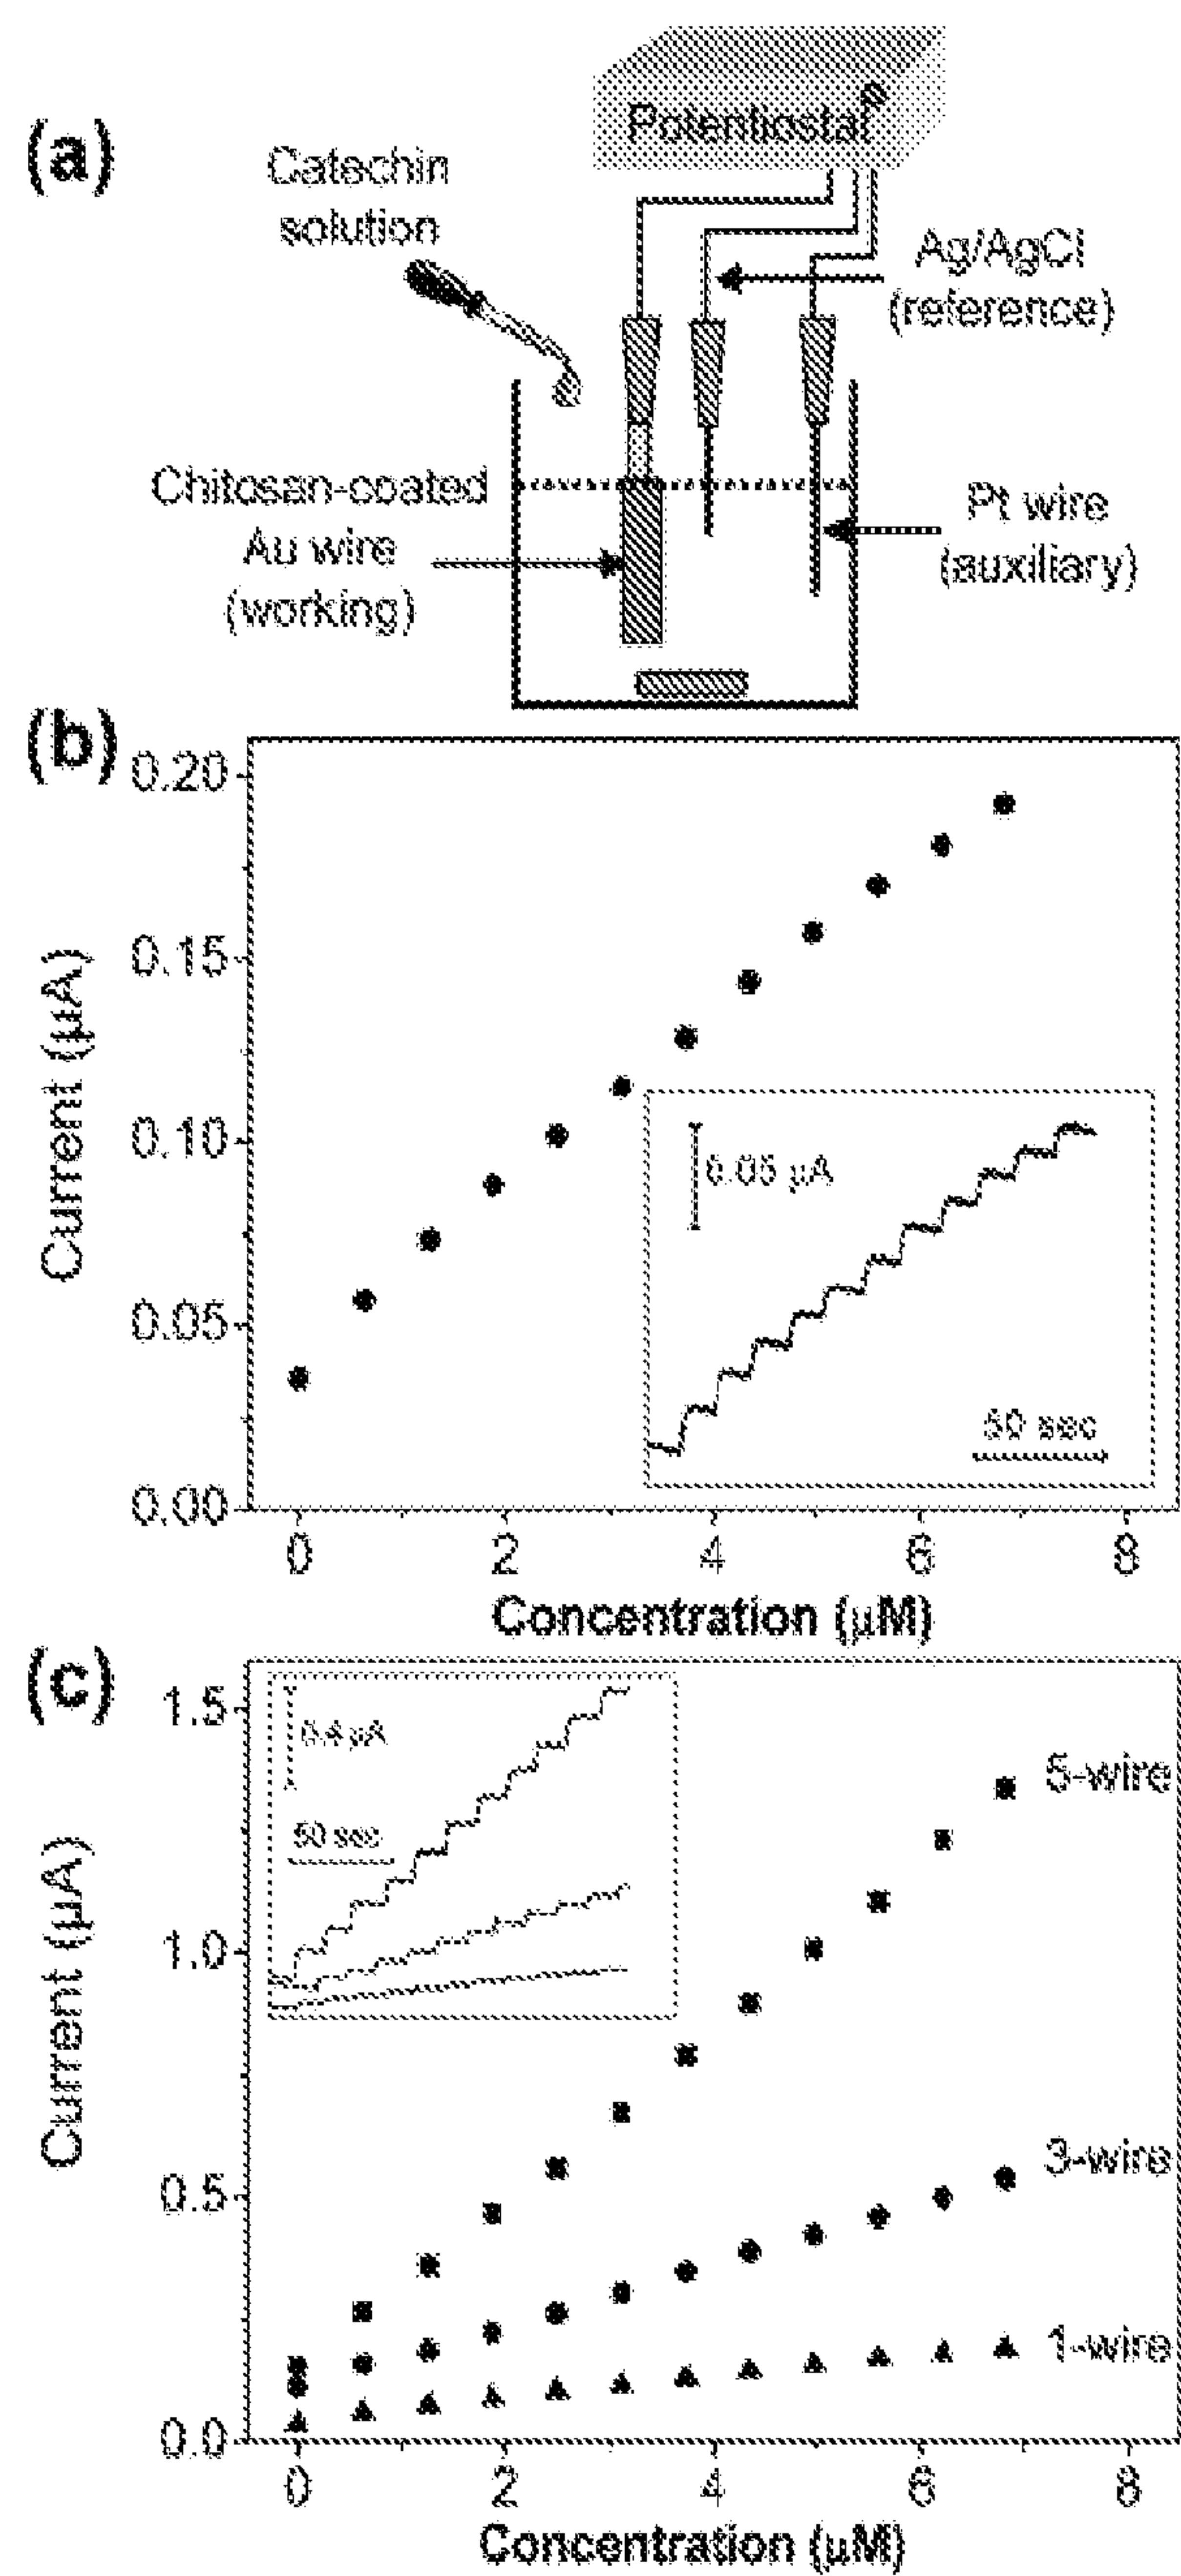 (a)
Potentiostat
Catechin
solution
Ag/AgCl
(reference)
Chitosan-coated
Au wire
(working)
Pt wire
(auxiliary)
(b)
0.20
0.15
0.10
0.05
0.00
Current (µA)
0.05 µA
50 sec
0 2 4 6 8
Concentration (µM)
(c)
1.5
1.0
0.5
0.0
Current (µA)
50 sec
5-wire
3-wire
1-wire
0 2 4 6 8
Concentration (µM)